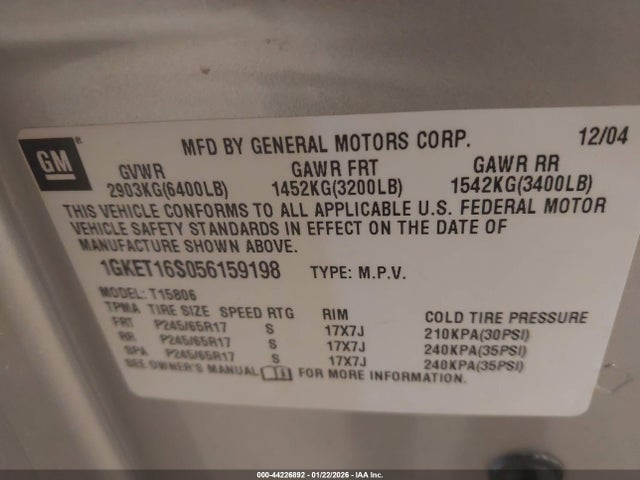 GM ® MFD BY GENERAL MOTORS CORP. 12/04
GVWR GAWR FRT GAWR RR
2903KG(6400LB) 1452KG(3200LB) 1542KG(3400LB)
THIS VEHICLE CONFORMS TO ALL APPLICABLE U.S. FEDERAL MOTOR
VEHICLE SAFETY STANDARDS IN EFFECT ON THE DATE OF
MANUFACTURE SHOWN ABOVE.
1GKET16S056159198 TYPE: M.P.V.
MODEL: T15806
TPMA TIRE SIZE SPEED RTG RIM COLD TIRE PRESSURE
FRT P245/65R17 S 17X7J 210KPA(30PSI)
RR P245/65R17 S 17X7J 240KPA(35PSI)
SPA P245/65R17 S 17X7J 240KPA(35PSI)
SEE OWNER'S MANUAL FOR MORE INFORMATION.
000-44226892 - 01/22/2026 - IAA Inc.